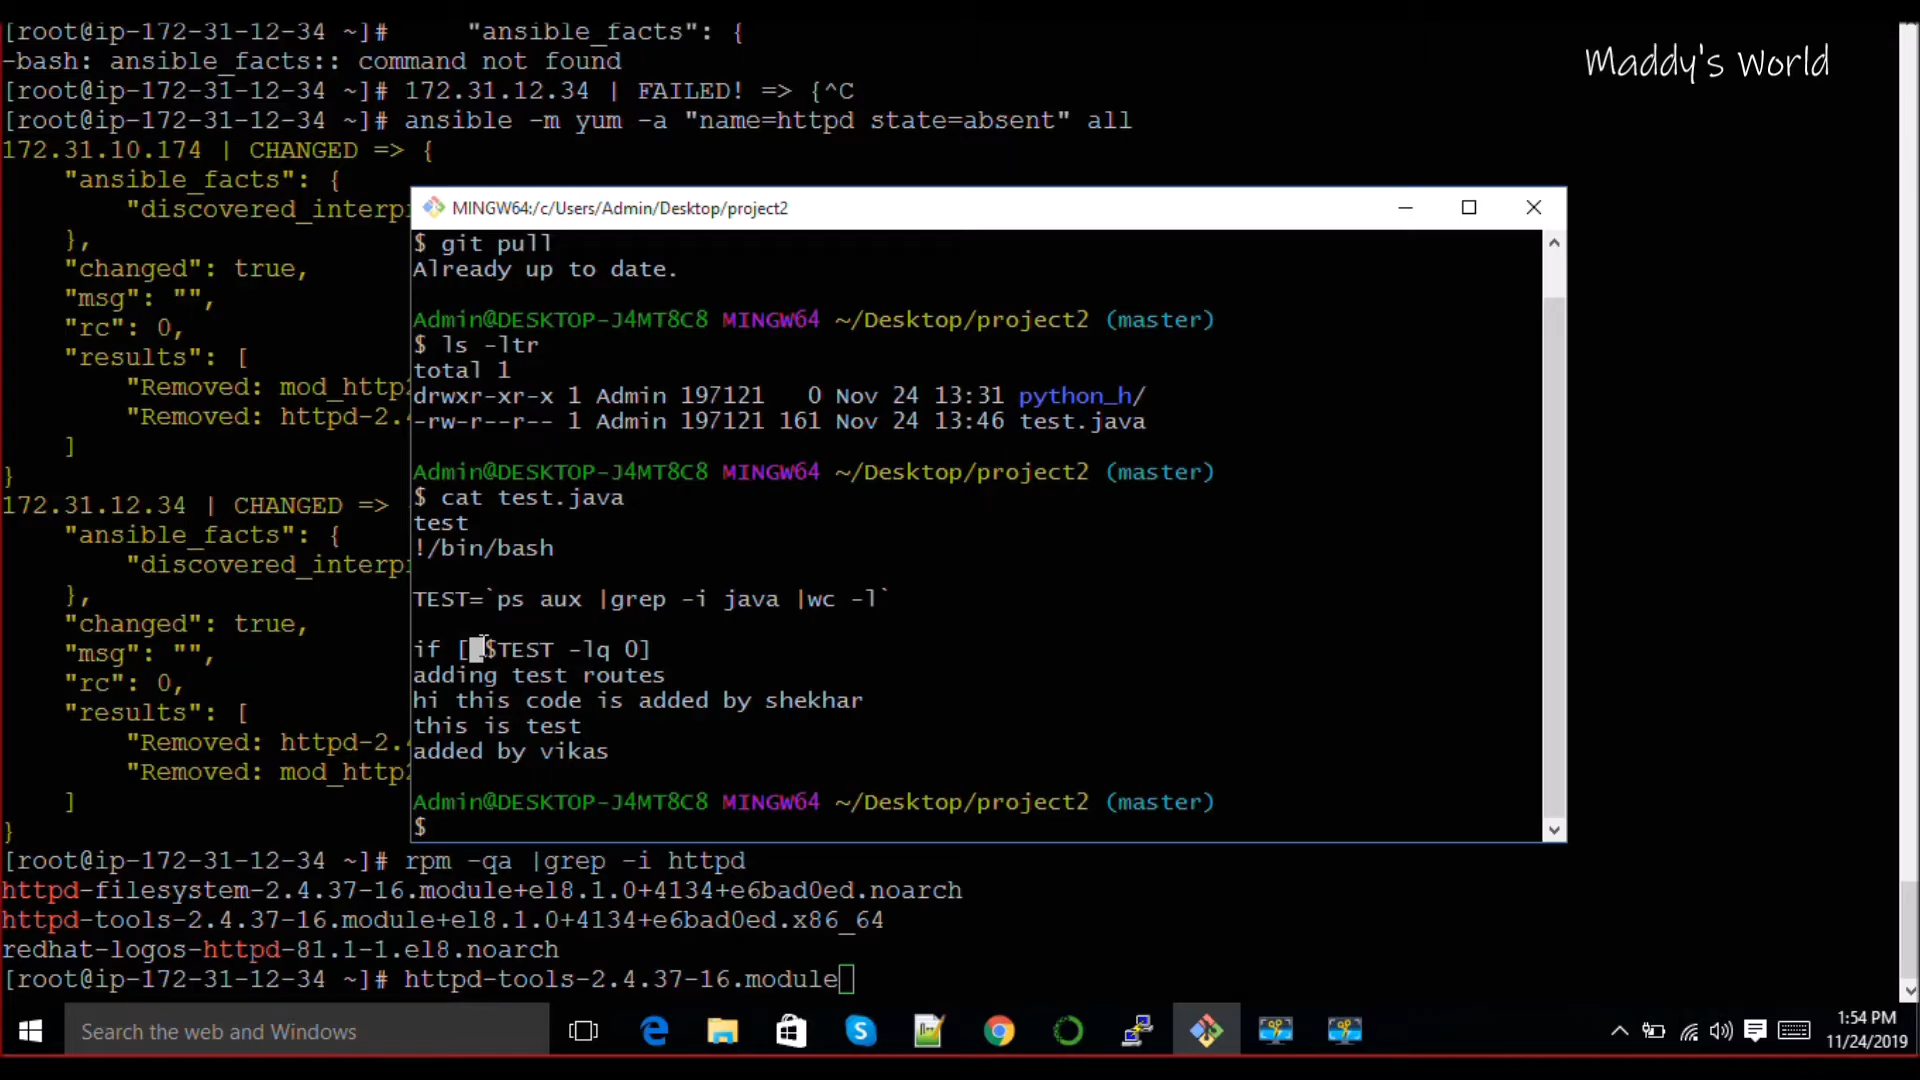 [root@ip-172-31-12-34 ~]#     "ansible_facts": {
-bash: ansible_facts:: command not found
[root@ip-172-31-12-34 ~]# 172.31.12.34 | FAILED! => {^C
[root@ip-172-31-12-34 ~]# ansible -m yum -a "name=httpd state=absent" all
172.31.10.174 | CHANGED => {
    "ansible_facts": {
        "discovered_interp
    },
    "changed": true,
    "msg": "",
    "rc": 0,
    "results": [
        "Removed: mod_http2
        "Removed: httpd-2.
    ]
}
172.31.12.34 | CHANGED =>
    "ansible_facts": {
        "discovered_interp
    },
    "changed": true,
    "msg": "",
    "rc": 0,
    "results": [
        "Removed: httpd-2.
        "Removed: mod_http2
    ]
}
[root@ip-172-31-12-34 ~]# rpm -qa |grep -i httpd
httpd-filesystem-2.4.37-16.module+el8.1.0+4134+e6bad0ed.noarch
httpd-tools-2.4.37-16.module+el8.1.0+4134+e6bad0ed.x86_64
redhat-logos-httpd-81.1-1.el8.noarch
[root@ip-172-31-12-34 ~]# httpd-tools-2.4.37-16.module
Maddy's World
MINGW64:/c/Users/Admin/Desktop/project2
$ git pull
Already up to date.
Admin@DESKTOP-J4MT8C8 MINGW64 ~/Desktop/project2 (master)
$ ls -ltr
total 1
drwxr-xr-x 1 Admin 197121   0 Nov 24 13:31 python_h/
-rw-r--r-- 1 Admin 197121 161 Nov 24 13:46 test.java
Admin@DESKTOP-J4MT8C8 MINGW64 ~/Desktop/project2 (master)
$ cat test.java
test
!/bin/bash
TEST=`ps aux |grep -i java |wc -l`
if [ $TEST -lq 0]
adding test routes
hi this code is added by shekhar
this is test
added by vikas
Admin@DESKTOP-J4MT8C8 MINGW64 ~/Desktop/project2 (master)
$
Search the web and Windows
1:54 PM
11/24/2019